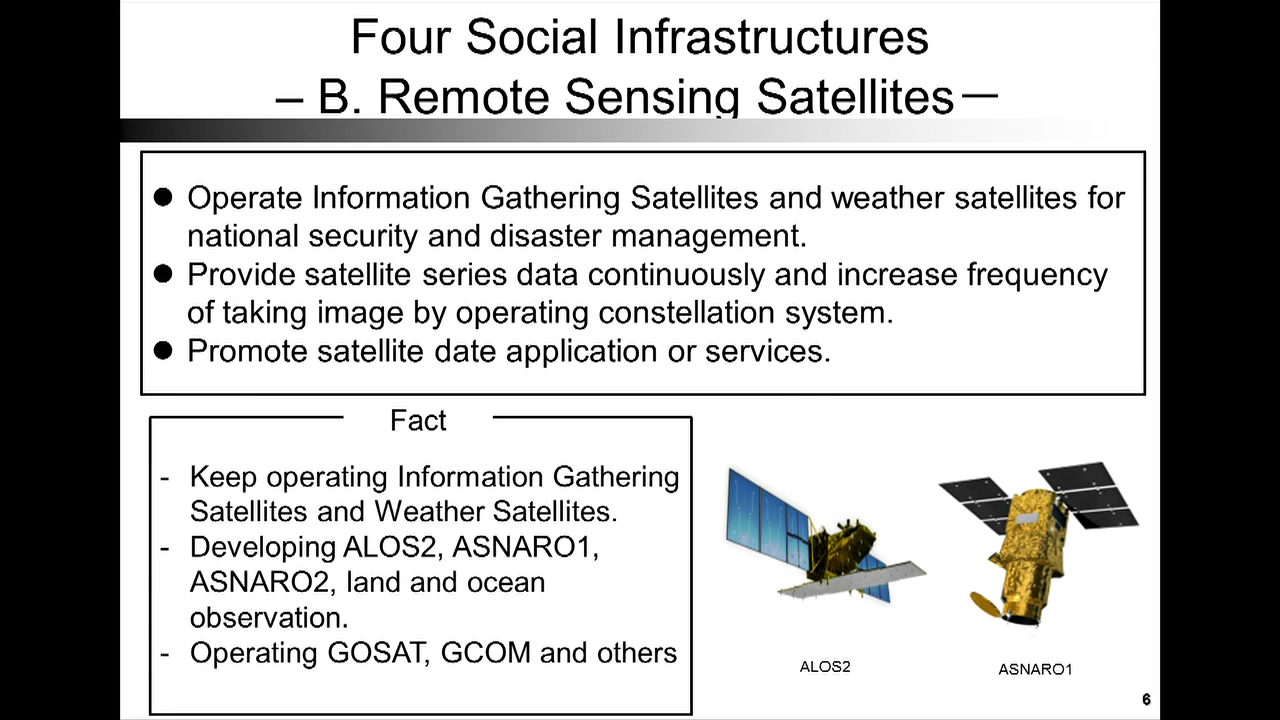 Four Social Infrastructures
– B. Remote Sensing Satellites—
● Operate Information Gathering Satellites and weather satellites for
national security and disaster management.
● Provide satellite series data continuously and increase frequency
of taking image by operating constellation system.
● Promote satellite date application or services.
Fact
- Keep operating Information Gathering
Satellites and Weather Satellites.
- Developing ALOS2, ASNARO1,
ASNARO2, land and ocean
observation.
- Operating GOSAT, GCOM and others
ALOS2
ASNARO1
6